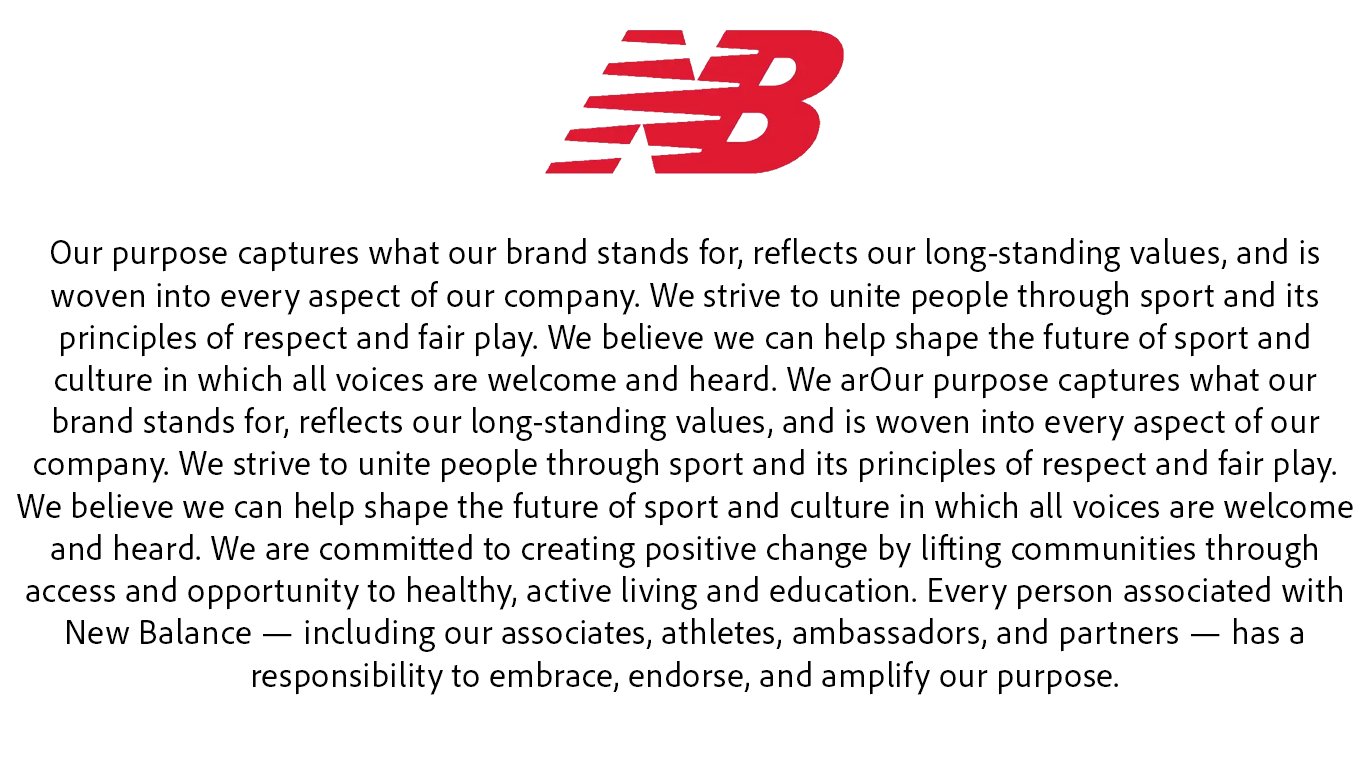 NB
Our purpose captures what our brand stands for, reflects our long-standing values, and is
woven into every aspect of our company. We strive to unite people through sport and its
principles of respect and fair play. We believe we can help shape the future of sport and
culture in which all voices are welcome and heard. We arOur purpose captures what our
brand stands for, reflects our long-standing values, and is woven into every aspect of our
company. We strive to unite people through sport and its principles of respect and fair play.
We believe we can help shape the future of sport and culture in which all voices are welcome
and heard. We are committed to creating positive change by lifting communities through
access and opportunity to healthy, active living and education. Every person associated with
New Balance — including our associates, athletes, ambassadors, and partners — has a
responsibility to embrace, endorse, and amplify our purpose.